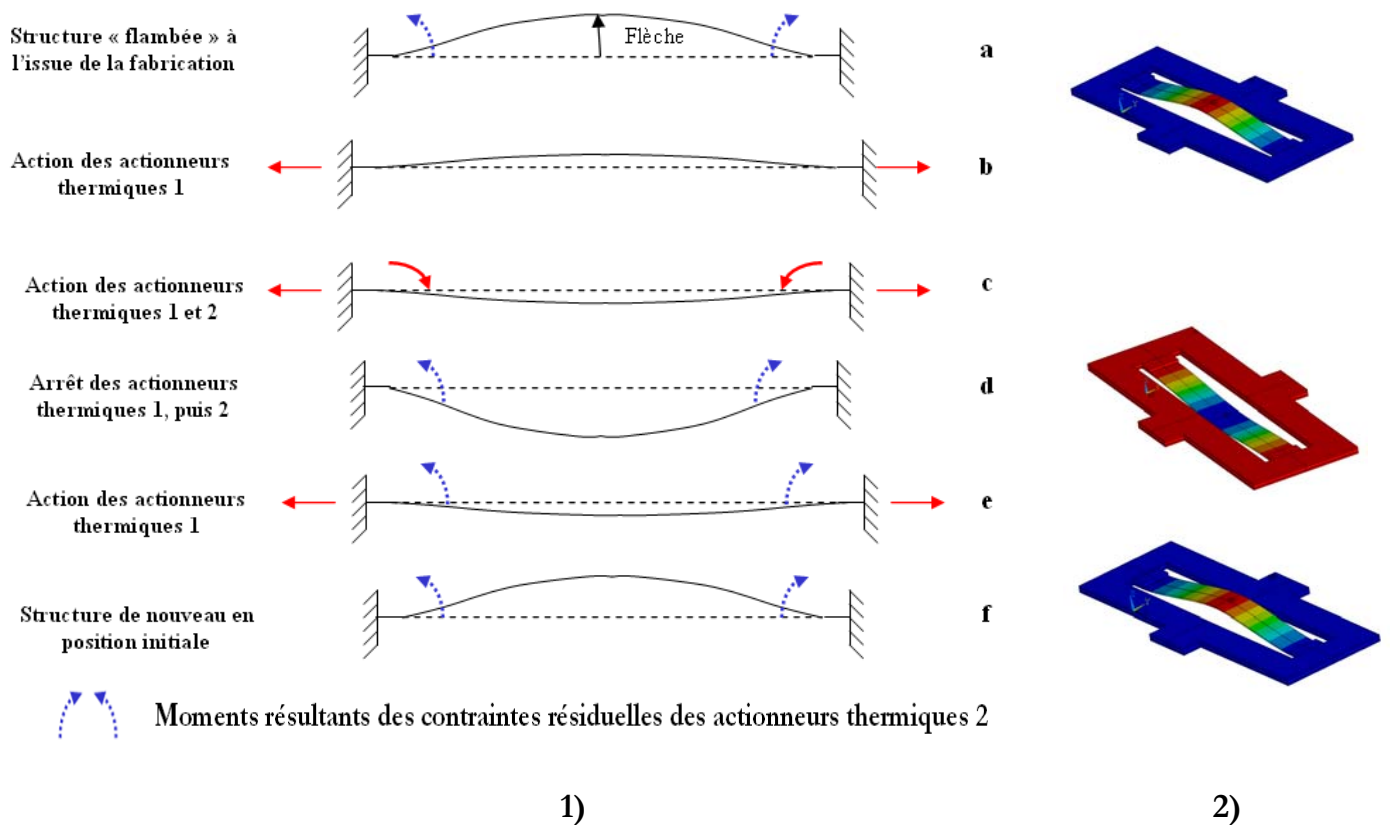 Structure « flambée » à
l'issue de la fabrication
Flèche
a
Action des actionneurs
thermiques 1
b
Action des actionneurs
thermiques 1 et 2
c
Arrêt des actionneurs
thermiques 1, puis 2
d
Action des actionneurs
thermiques 1
e
Structure de nouveau en
position initiale
f
Moments résultants des contraintes résiduelles des actionneurs thermiques 2
1)
2)